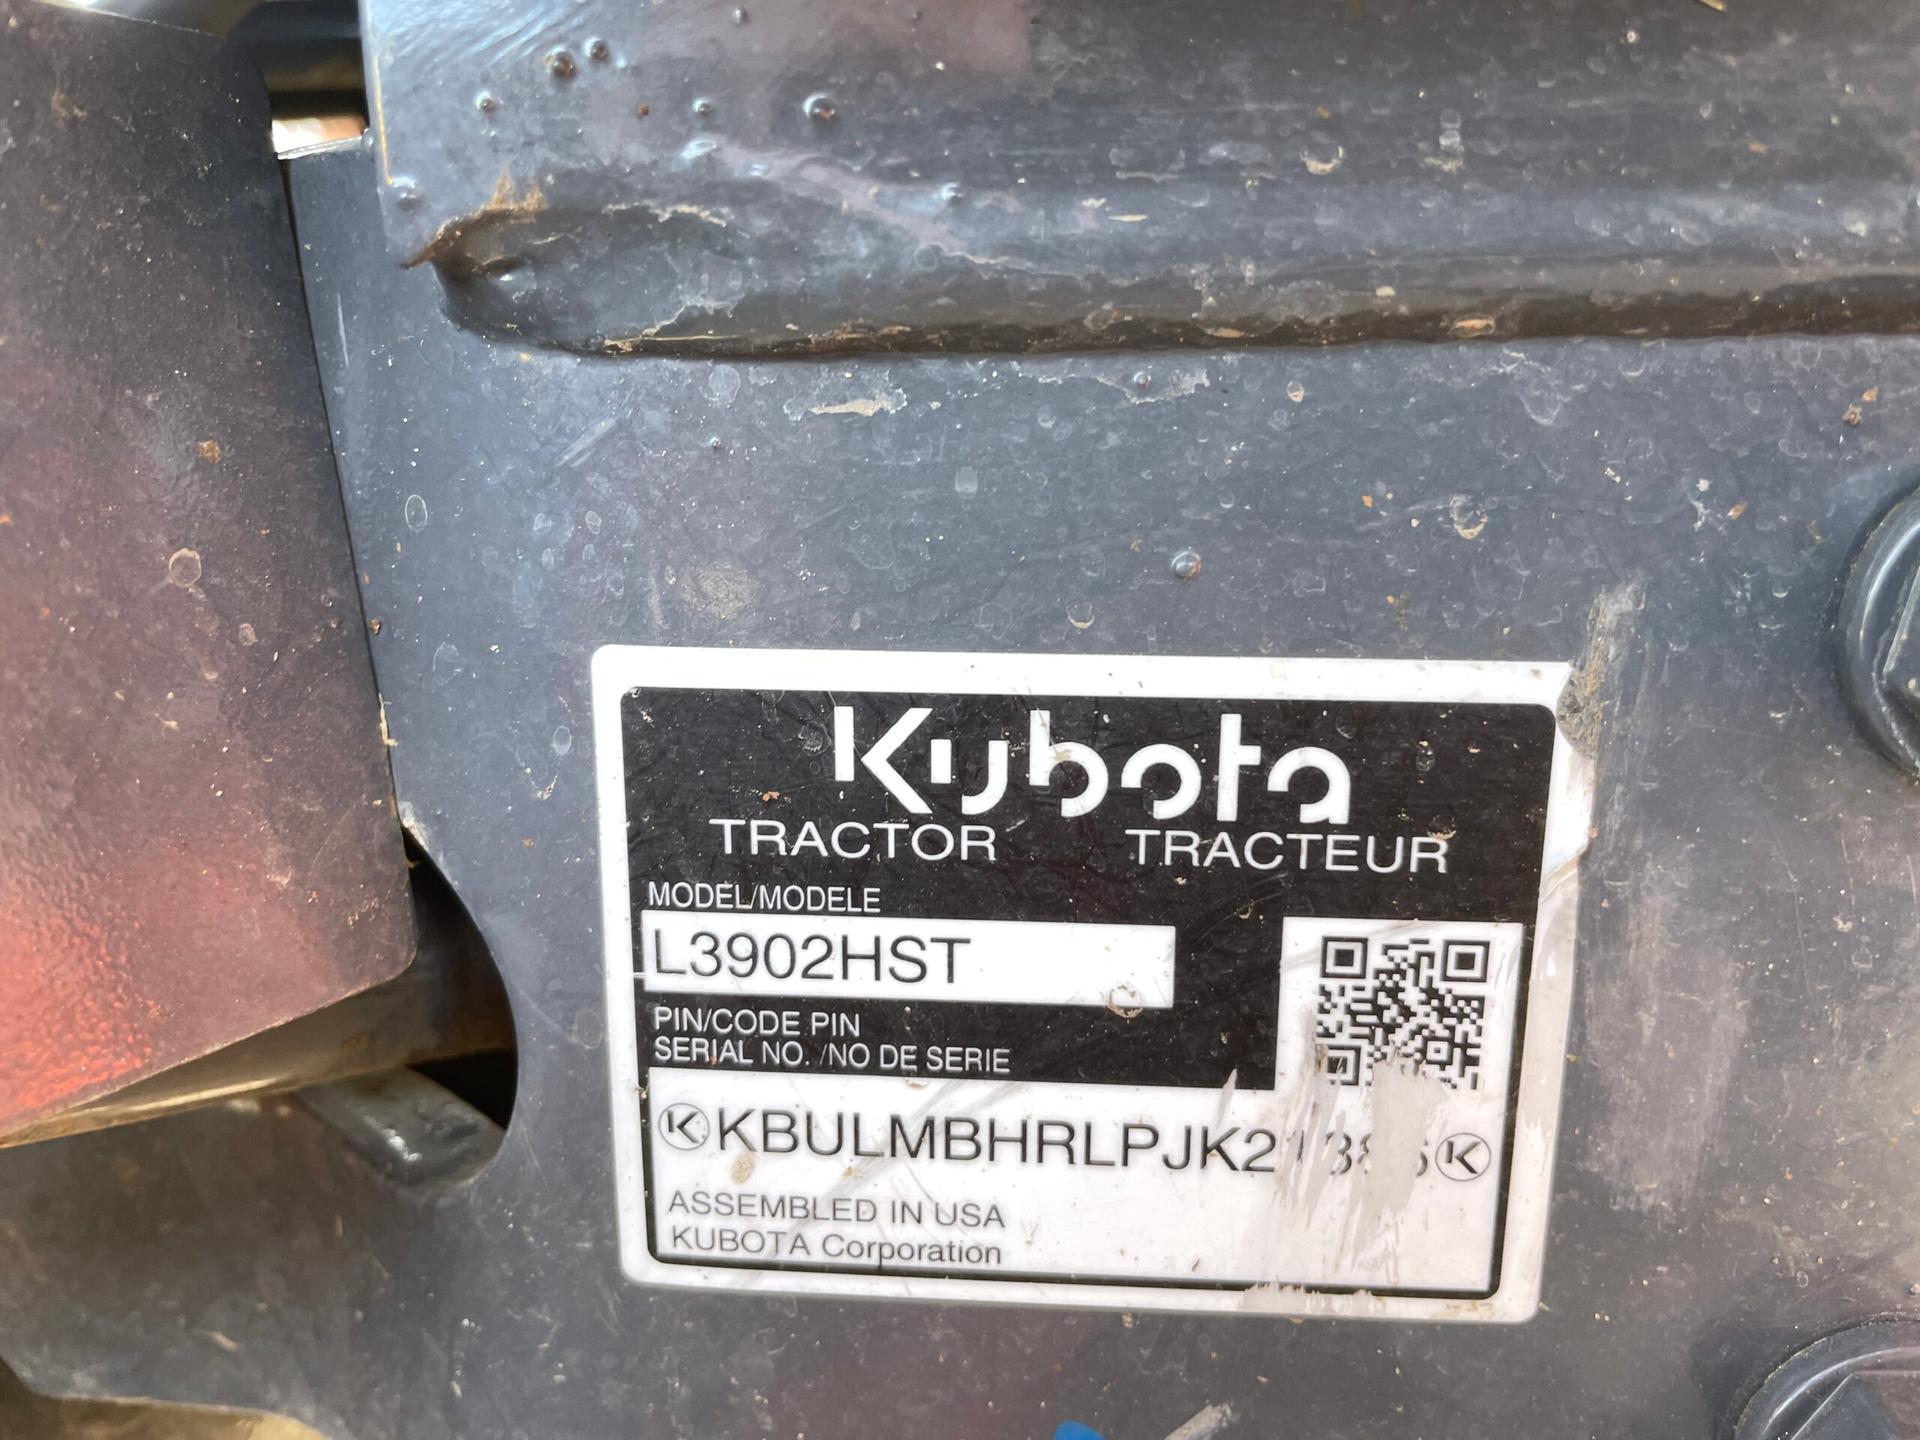 Kubota
TRACTOR TRACTEUR
MODEL/MODELE
L3902HST
PIN/CODE PIN
SERIAL NO. /NO DE SERIE
ASSEMBLED IN USA
KUBOTA Corporation